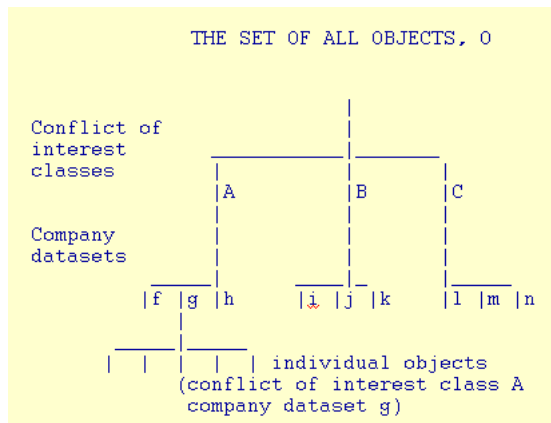 THE SET OF ALL OBJECTS, O
Conflict of
interest
classes
A B C
Company
datasets
f g h i j k l m n
individual objects
(conflict of interest class A
company dataset g)